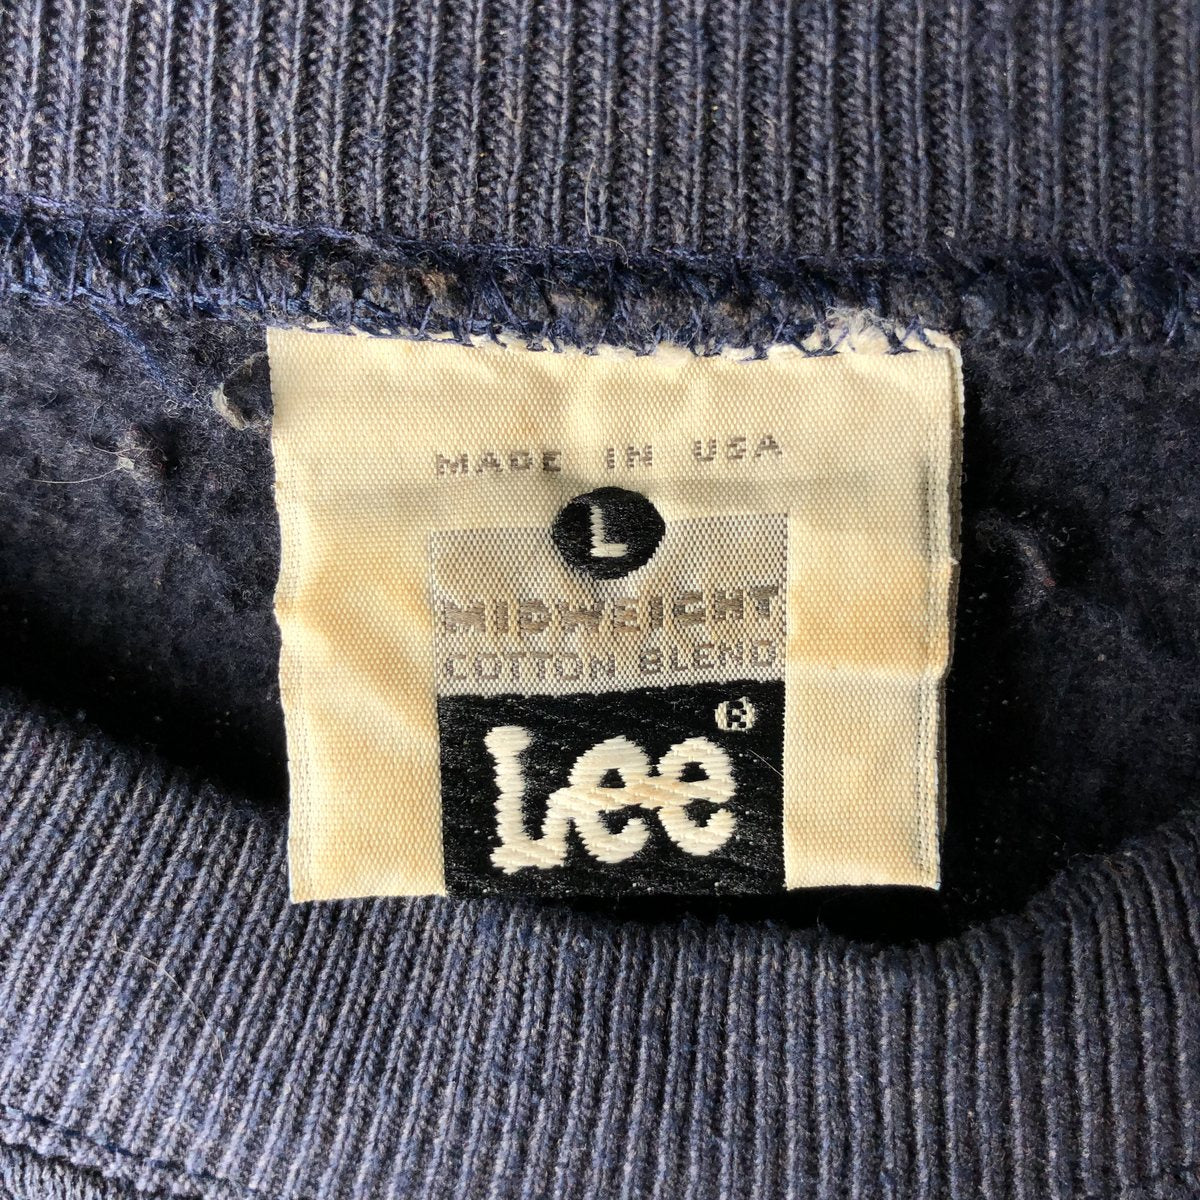 MADE IN USA
L
MIDWEIGHT
COTTON BLEND
Lee®